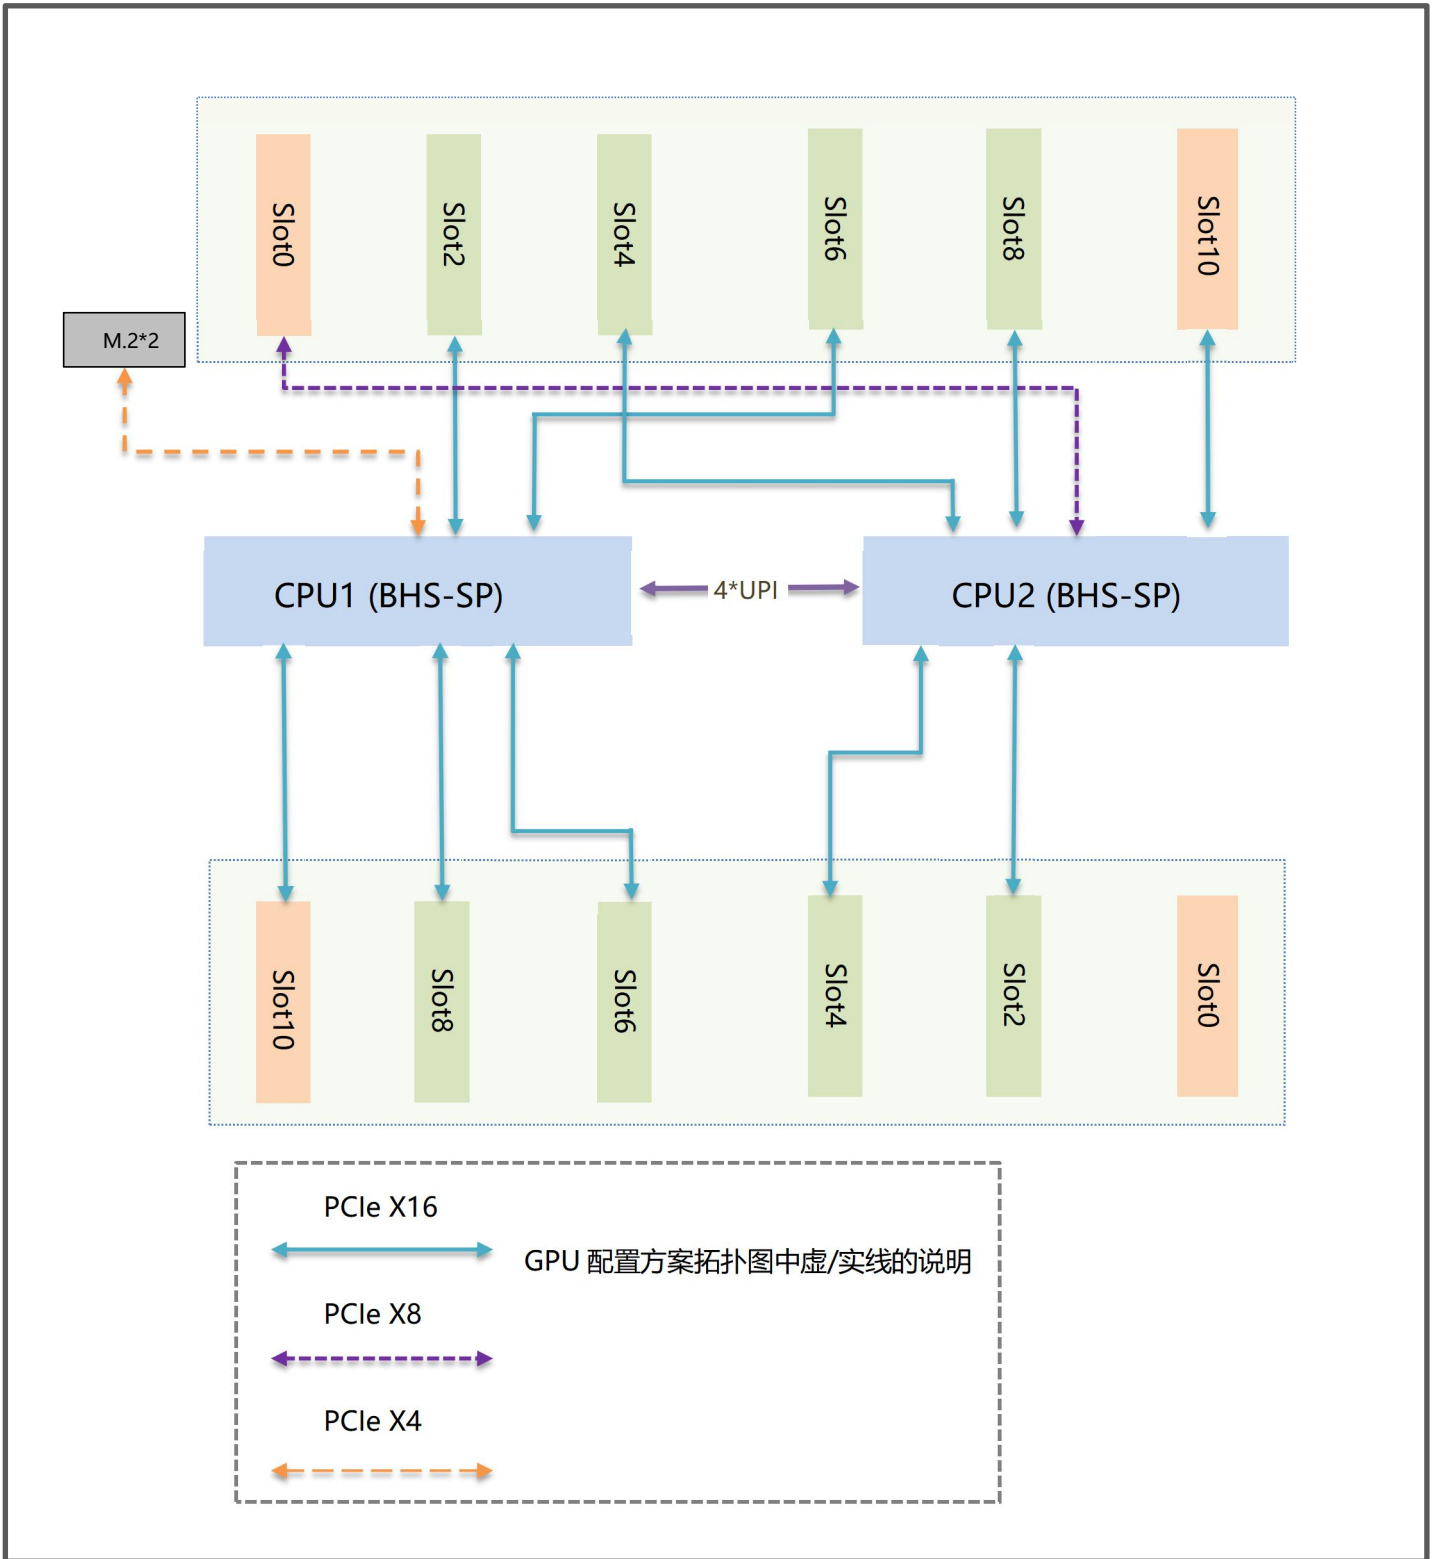 Slot0
Slot2
Slot4
Slot6
Slot8
Slot10
M.2*2
CPU1 (BHS-SP)
4*UPI
CPU2 (BHS-SP)
Slot10
Slot8
Slot6
Slot4
Slot2
Slot0
PCIe X16
GPU 配置方案拓扑图中虚/实线的说明
PCIe X8
PCIe X4